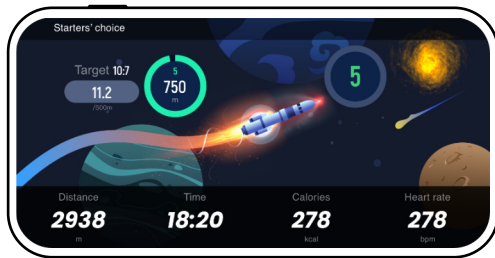 Starters' choice
Target 10:7
11.2
/500m
5
750
m
5
Distance
2938
m
Time
18:20
Calories
278
kcal
Heart rate
278
bpm